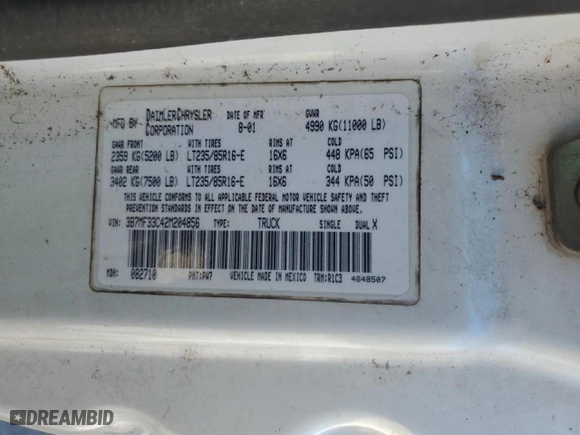 MFD BY DAIMLERCHRYSLER CORPORATION DATE OF MFR 8-01 GVWR 4990 KG(11000 LB)
GAWR FRONT WITH TIRES RIMS AT COLD
2359 KG(5200 LB) LT235/85R16-E 16X6 448 KPA(65 PSI)
GAWR REAR WITH TIRES RIMS AT COLD
3402 KG(7500 LB) LT235/85R16-E 16X6 344 KPA(50 PSI)
THIS VEHICLE CONFORMS TO ALL APPLICABLE FEDERAL MOTOR VEHICLE SAFETY AND THEFT
PREVENTION STANDARDS IN EFFECT ON THE DATE OF MANUFACTURE SHOWN ABOVE.
VIN: 3B7MF33C42M204856 TYPE: TRUCK SINGLE DUAL X
MDH: 082710 PNT:PW7 VEHICLE MADE IN MEXICO TRM:R1C3 4648507
DREAMBID